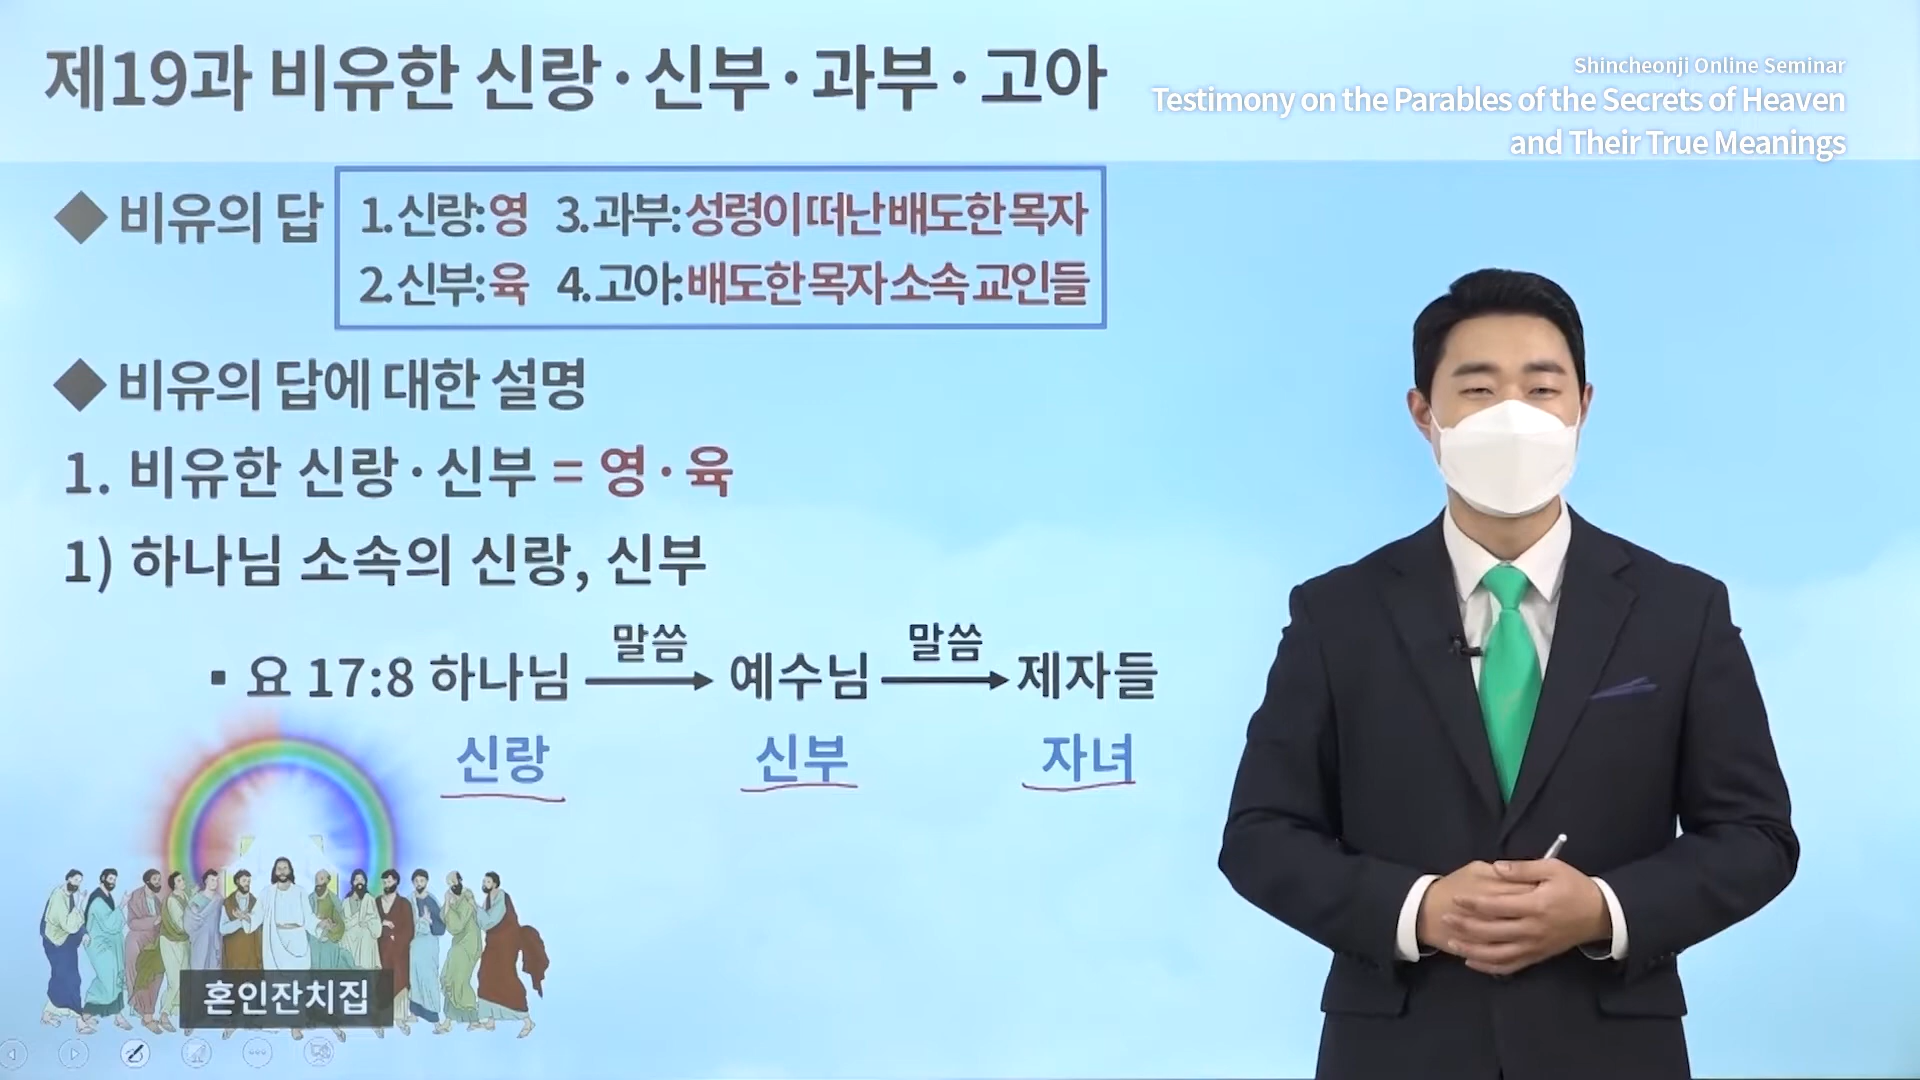 제19과 비유한 신랑·신부·과부·고아
Shincheonji Online Seminar
Testimony on the Parables of the Secrets of Heaven
and Their True Meanings
◆ 비유의 답
1. 신랑: 영 3. 과부: 성령이 떠난 배도한 목자
2. 신부: 육 4. 고아: 배도한 목자 소속 교인들
◆ 비유의 답에 대한 설명
1. 비유한 신랑·신부 = 영·육
1) 하나님 소속의 신랑, 신부
말씀 말씀
▪ 요 17:8 하나님 → 예수님 → 제자들
신랑 신부 자녀
혼인잔치집